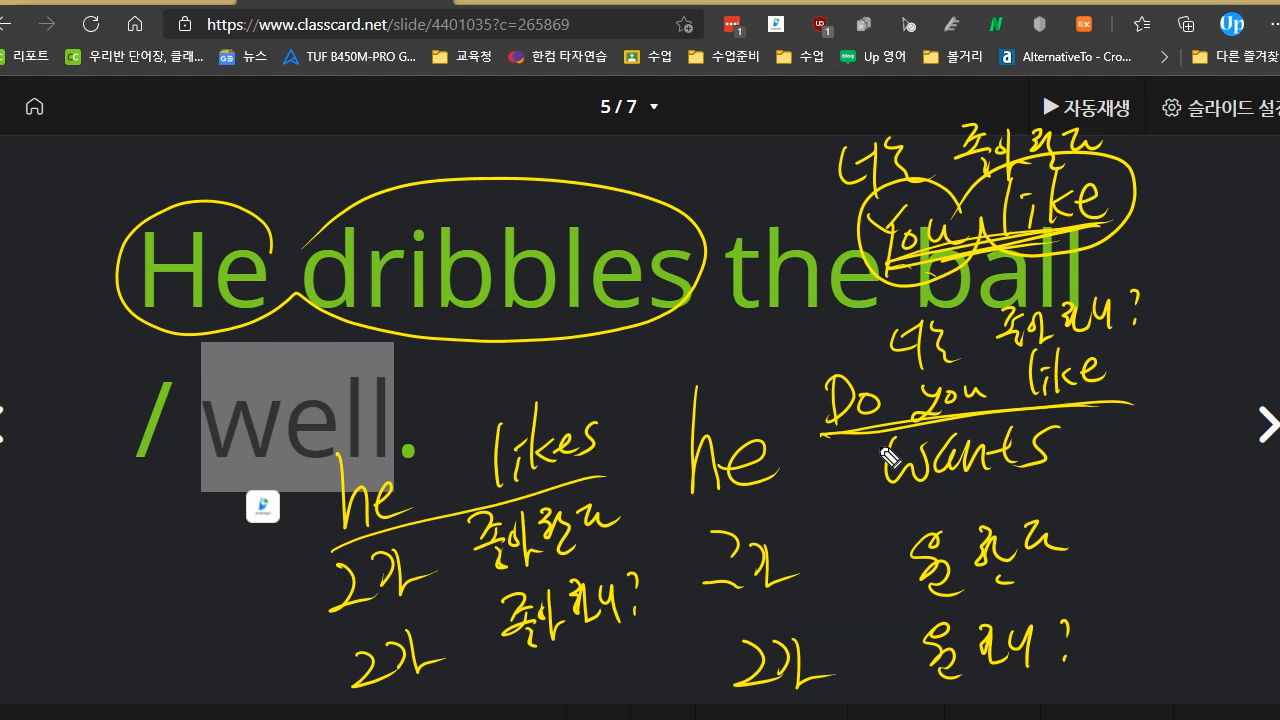 https://www.classcard.net/slide/4401035?c=265869
리포트 우리반 단어장, 클래... 뉴스 TUF B450M-PRO G... 교육청 한컴 타자연습 수업 수업준비 수업 Up 영어 볼거리 AlternativeTo - Cro... 다른 즐겨찾
5 / 7 자동재생 슬라이드 설정
너는 좋아한다
You like
He dribbles the ball
너는 좋아하니?
Do you like
/ well.
he likes he wants
그가 좋아한다 그가 원한다
그가 좋아하니? 그가 원하니?